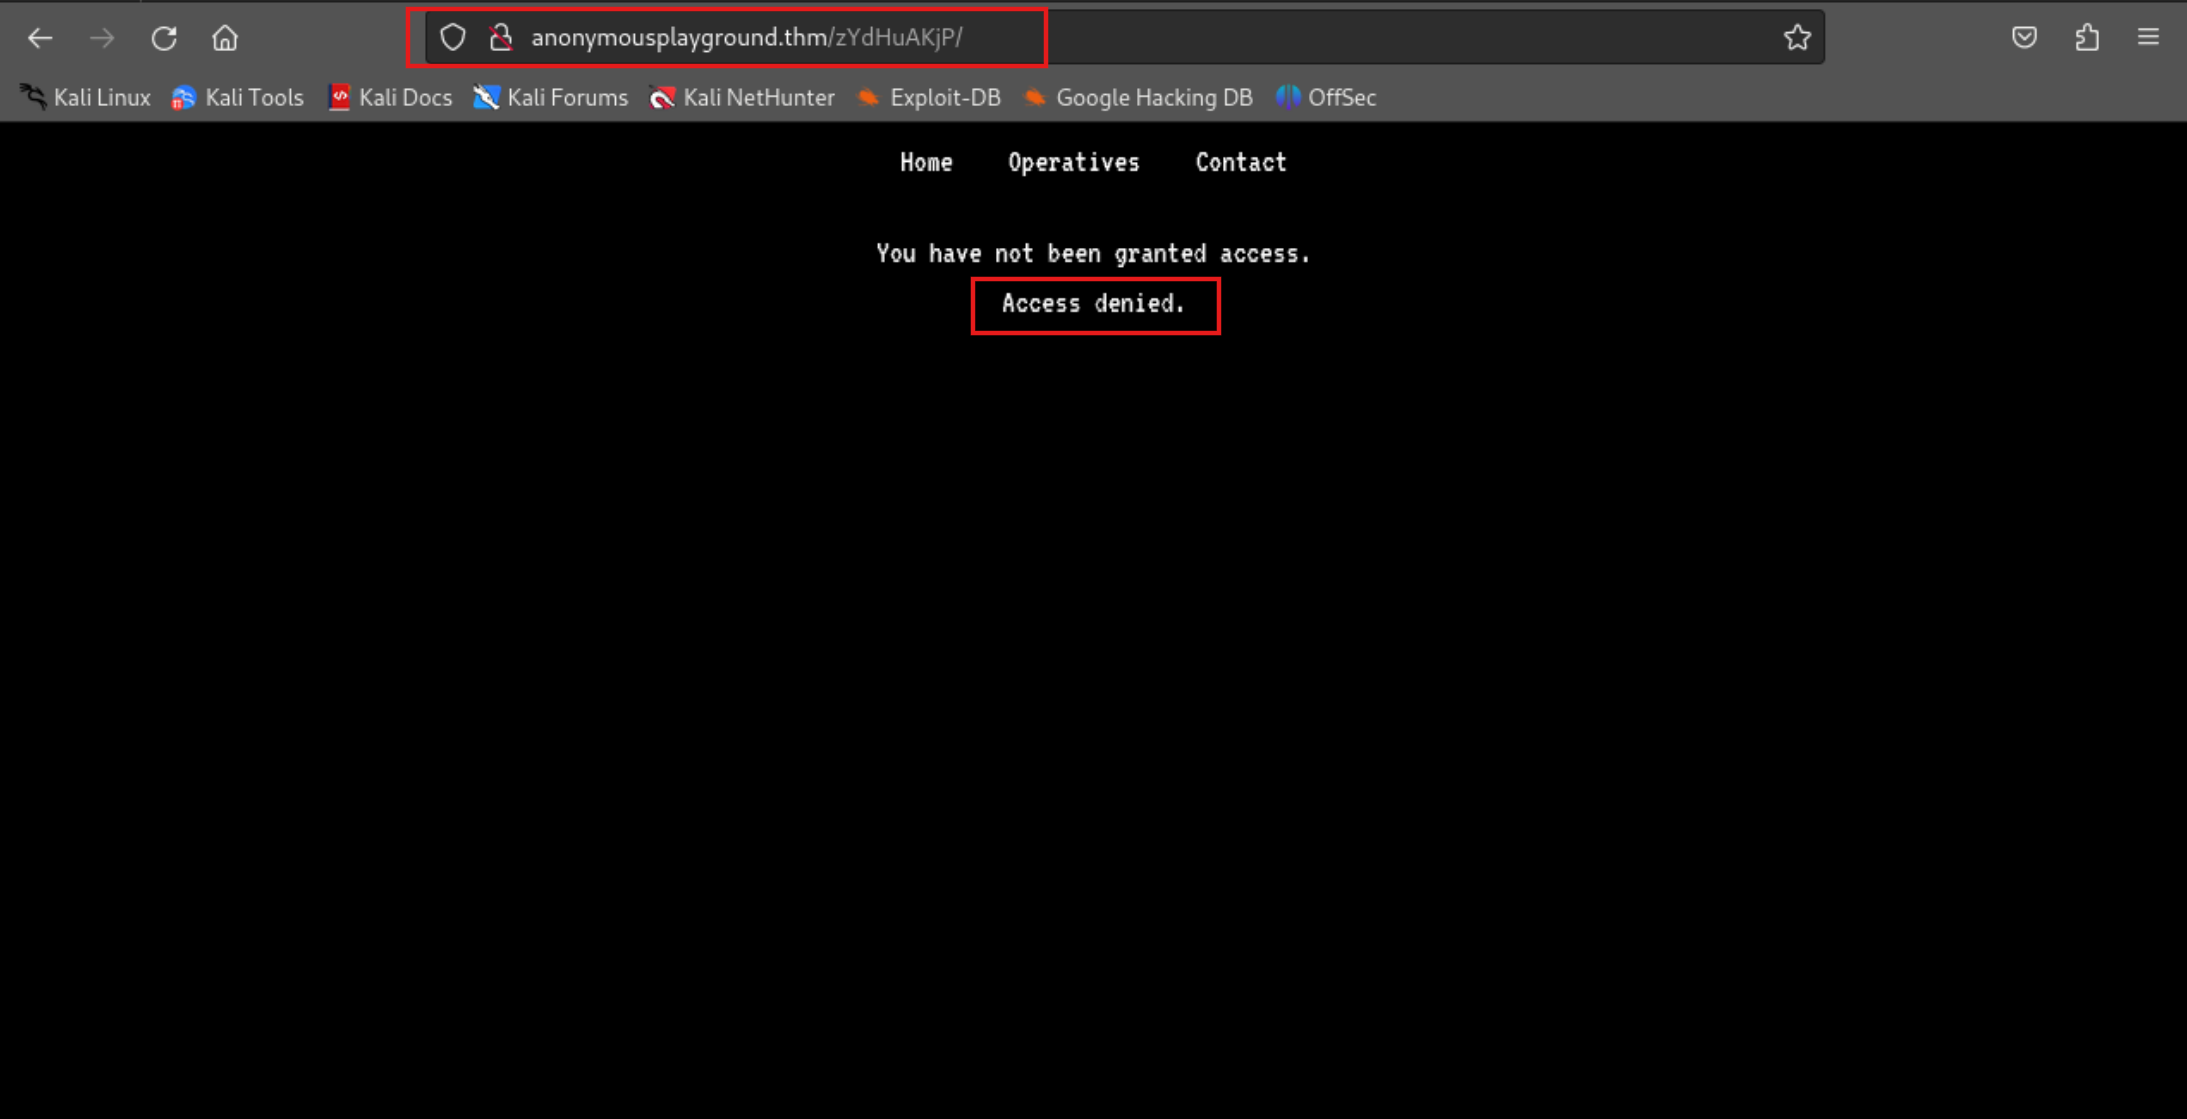 anonymousplayground.thm/zYdHuAKjP/
Kali Linux Kali Tools Kali Docs Kali Forums Kali NetHunter Exploit-DB Google Hacking DB OffSec
Home Operatives Contact
You have not been granted access.
Access denied.